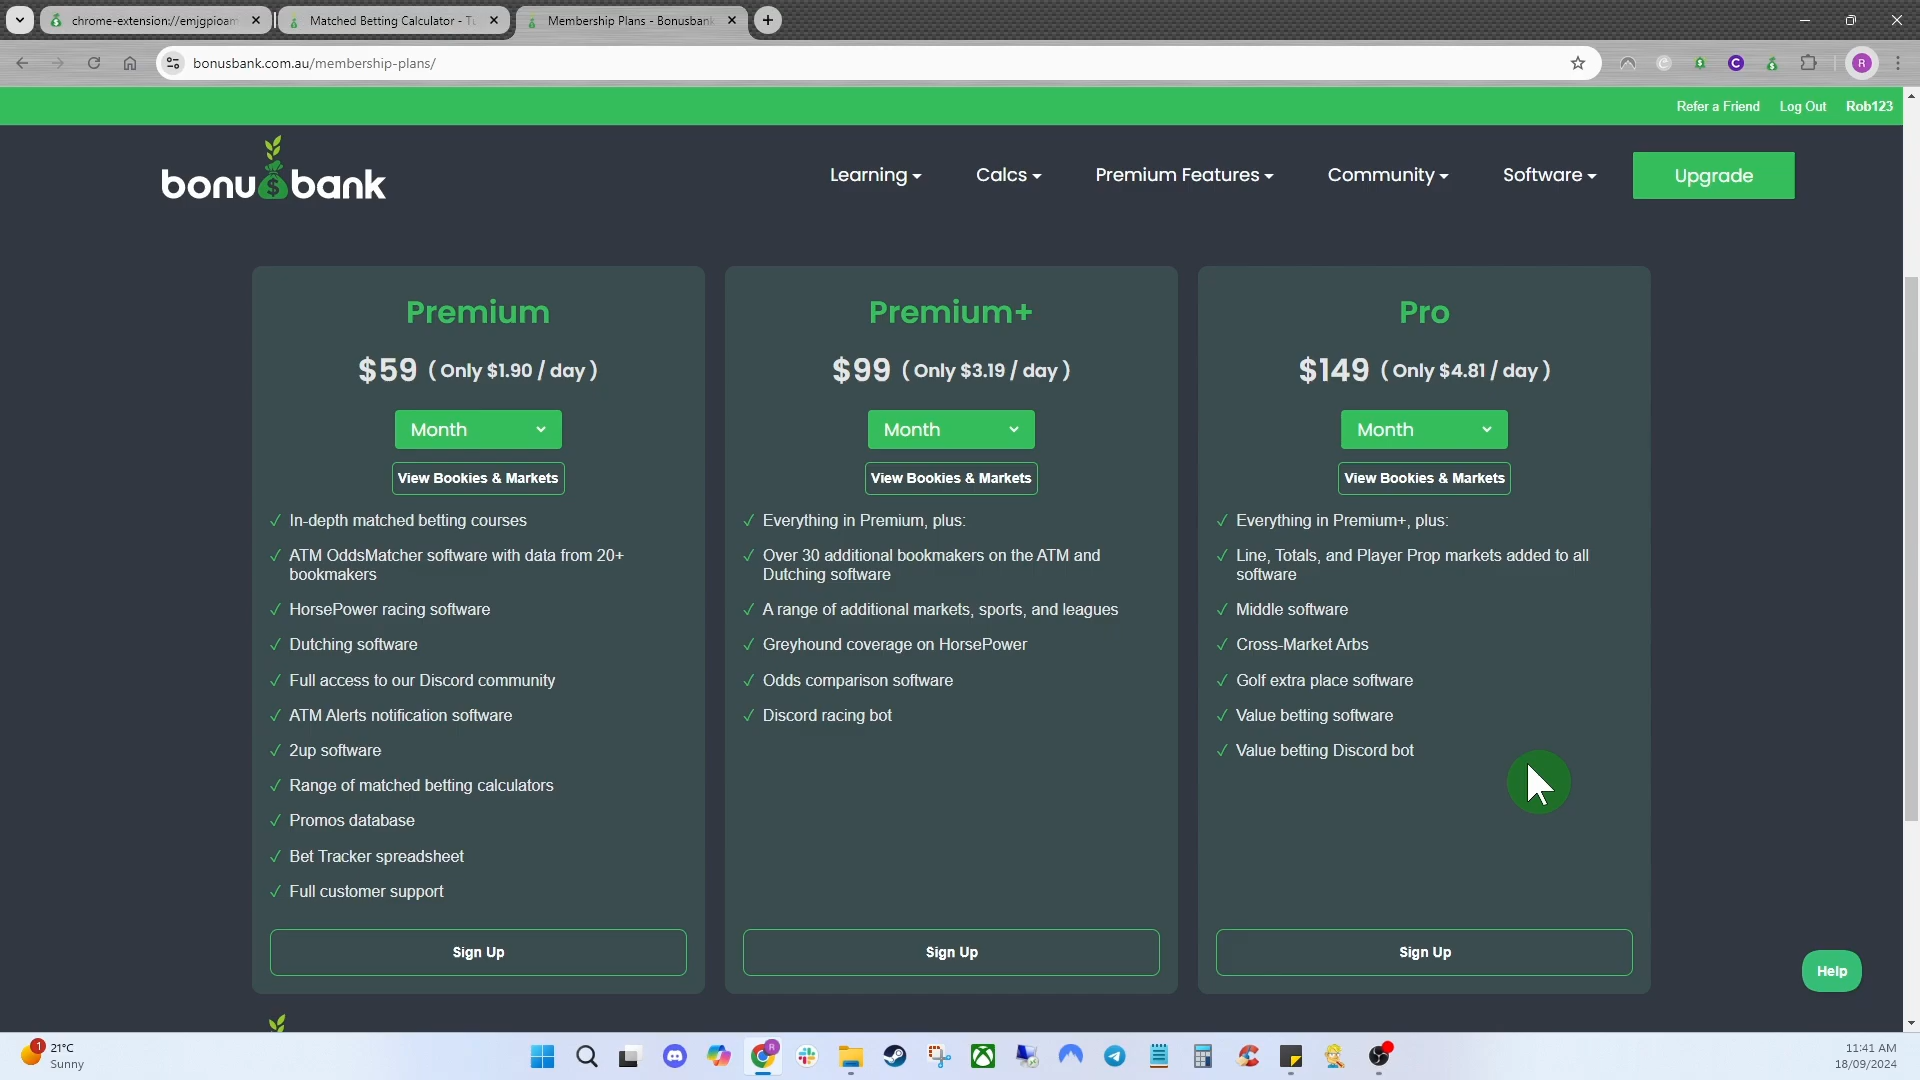 chrome-extension://emjgpioam
Matched Betting Calculator - Tu
Membership Plans - Bonusbank
bonusbank.com.au/membership-plans/
R
Refer a Friend
Log Out
Rob123
bonusbank
Learning
Calcs
Premium Features
Community
Software
Upgrade
Premium
$59 ( Only $1.90 / day )
Month
View Bookies & Markets
✓ In-depth matched betting courses
✓ ATM OddsMatcher software with data from 20+
bookmakers
✓ HorsePower racing software
✓ Dutching software
✓ Full access to our Discord community
✓ ATM Alerts notification software
✓ 2up software
✓ Range of matched betting calculators
✓ Promos database
✓ Bet Tracker spreadsheet
✓ Full customer support
Sign Up
Premium+
$99 ( Only $3.19 / day )
Month
View Bookies & Markets
✓ Everything in Premium, plus:
✓ Over 30 additional bookmakers on the ATM and
Dutching software
✓ A range of additional markets, sports, and leagues
✓ Greyhound coverage on HorsePower
✓ Odds comparison software
✓ Discord racing bot
Sign Up
Pro
$149 ( Only $4.81 / day )
Month
View Bookies & Markets
✓ Everything in Premium+, plus:
✓ Line, Totals, and Player Prop markets added to all
software
✓ Middle software
✓ Cross-Market Arbs
✓ Golf extra place software
✓ Value betting software
✓ Value betting Discord bot
Sign Up
Help
1
21°C
Sunny
11:41 AM
18/09/2024